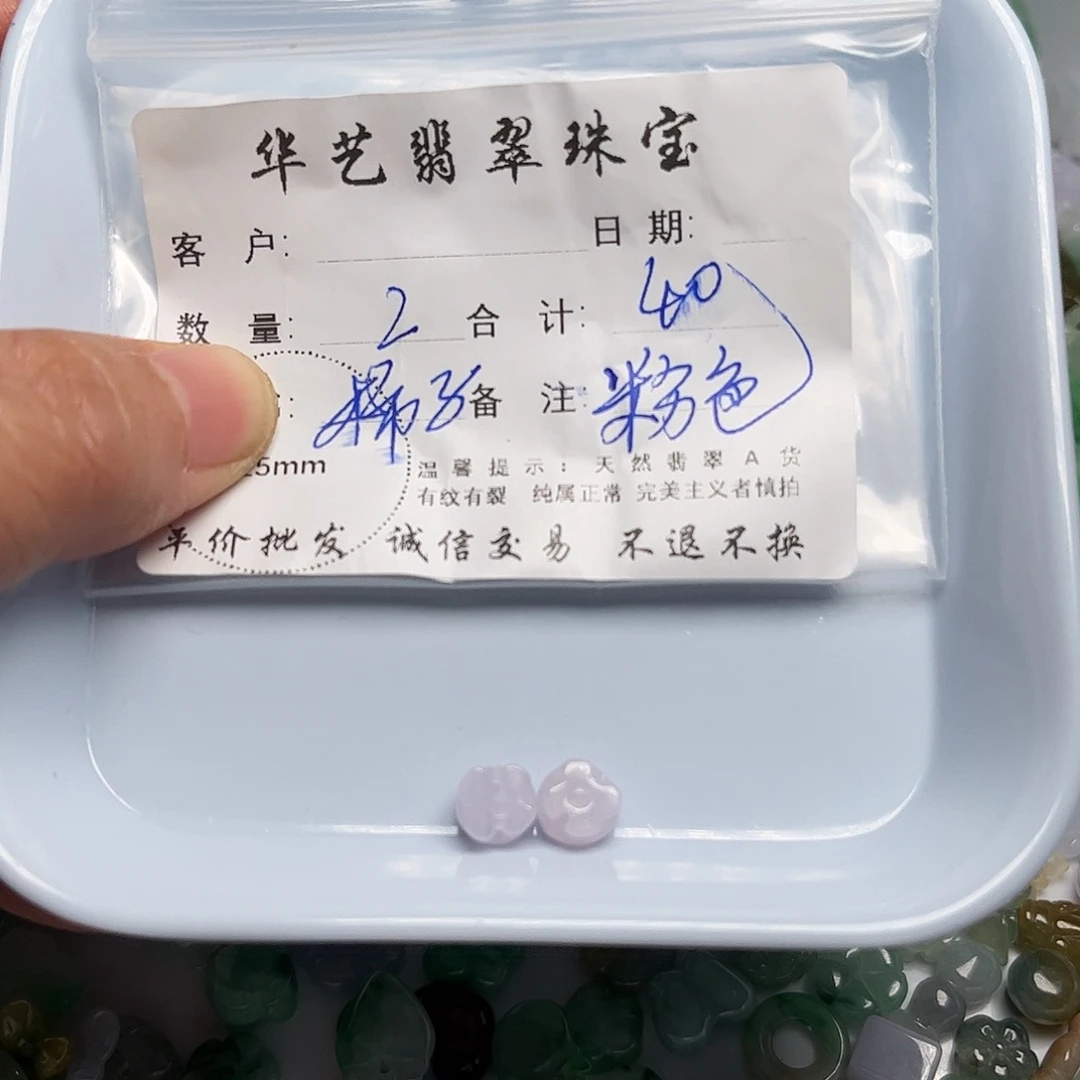 华艺翡翠珠宝
客 户: 日 期:
数 量: 2 合 计: 40
: 柿子 备 注: 粉色
5mm
温馨提示：天然翡翠A货
有纹有裂 纯属正常 完美主义者慎拍
平价批发 诚信交易 不退不换